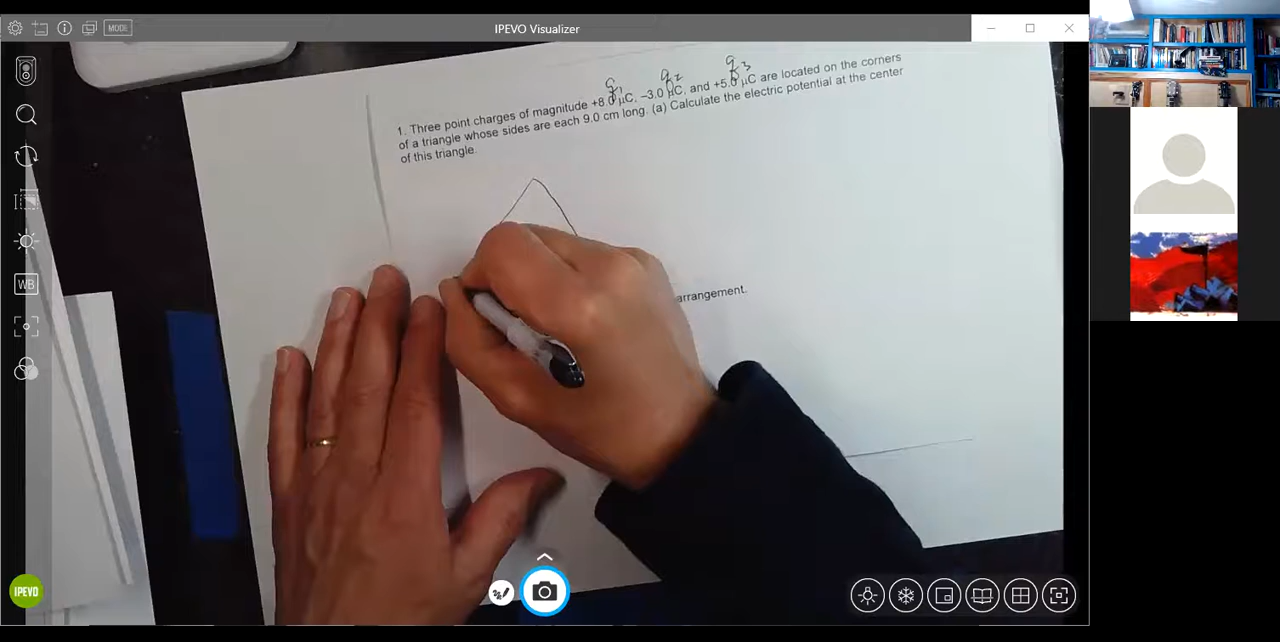 MODE
IPEVO Visualizer
q1 q2 q3
1. Three point charges of magnitude +8.0 μC, –3.0 μC, and +5.0 μC are located on the corners
of a triangle whose sides are each 9.0 cm long. (a) Calculate the electric potential at the center
of this triangle.
arrangement.
WB
IPEVO